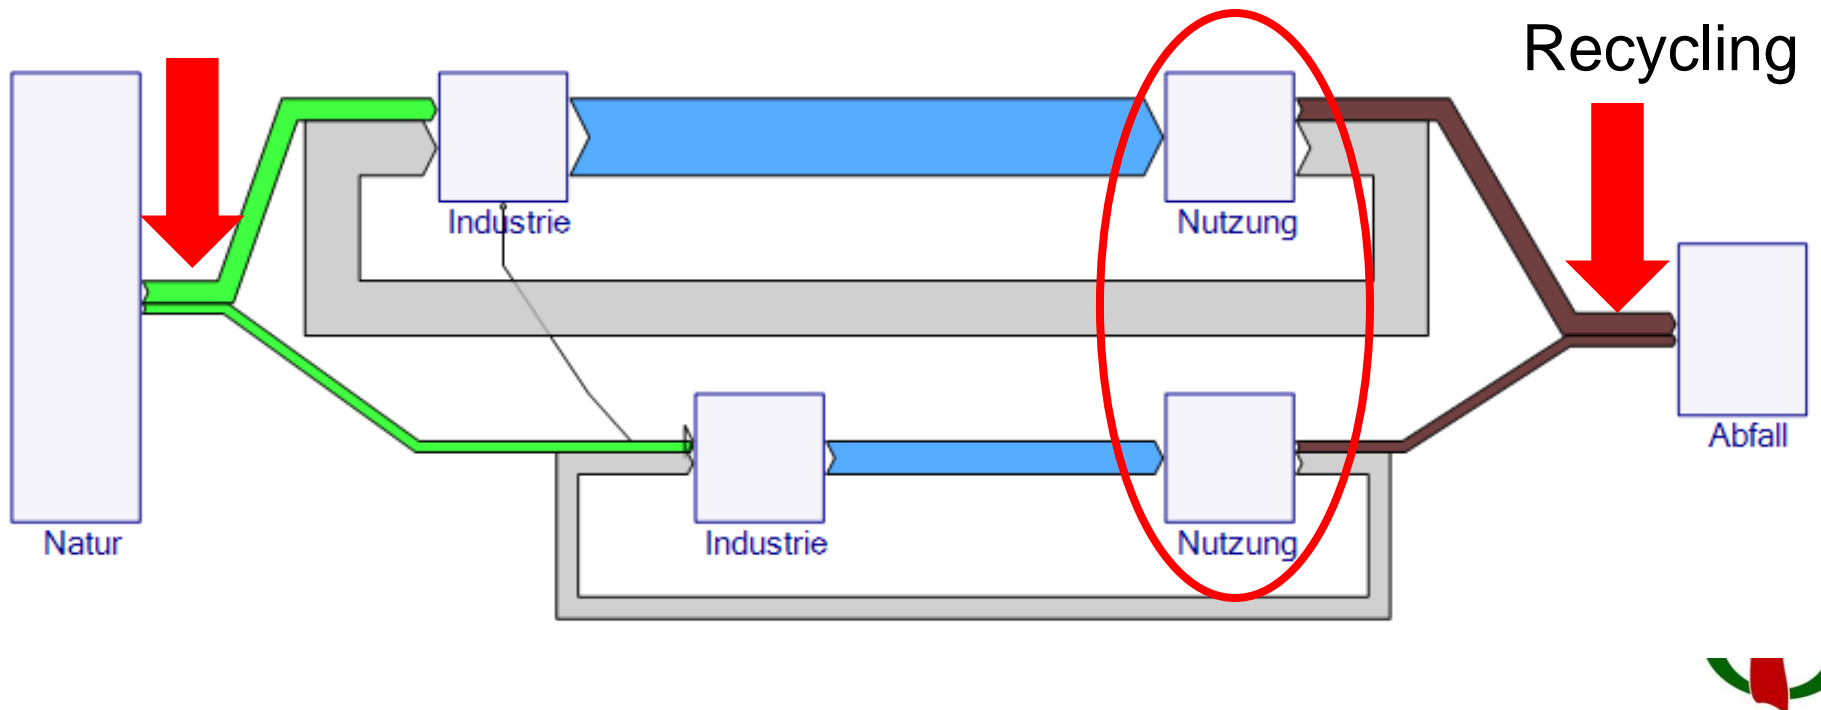 Recycling
Industrie
Nutzung
Abfall
Natur
Industrie
Nutzung